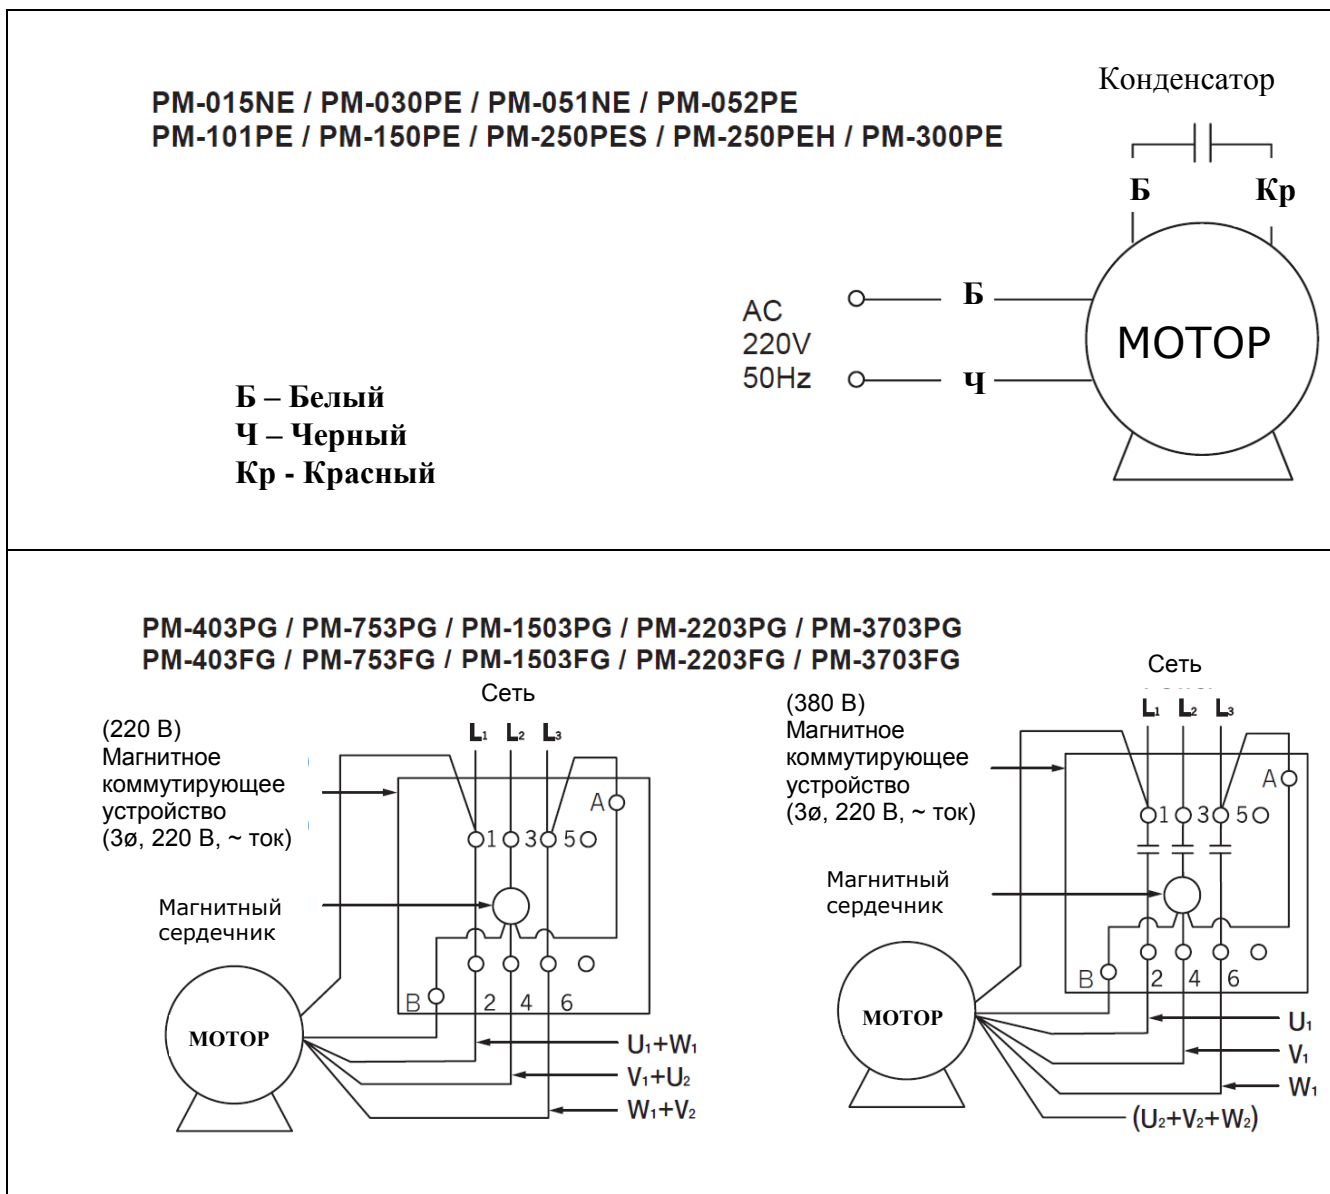 PM-015NE / PM-030PE / PM-051NE / PM-052PE
PM-101PE / PM-150PE / PM-250PES / PM-250PEH / PM-300PE
Конденсатор
Б
Кр
AC
220V
50Hz
Б
Ч
МОТОР
Б – Белый
Ч – Черный
Кр - Красный
PM-403PG / PM-753PG / PM-1503PG / PM-2203PG / PM-3703PG
PM-403FG / PM-753FG / PM-1503FG / PM-2203FG / PM-3703FG
Сеть
L1 L2 L3
(220 В)
Магнитное
коммутирующее
устройство
(3ø, 220 В, ~ ток)
A
1 3 5
Магнитный
сердечник
B
2 4 6
МОТОР
U1+W1
V1+U2
W1+V2
Сеть
L1 L2 L3
(380 В)
Магнитное
коммутирующее
устройство
(3ø, 220 В, ~ ток)
A
1 3 5
Магнитный
сердечник
B
2 4 6
МОТОР
U1
V1
W1
(U2+V2+W2)